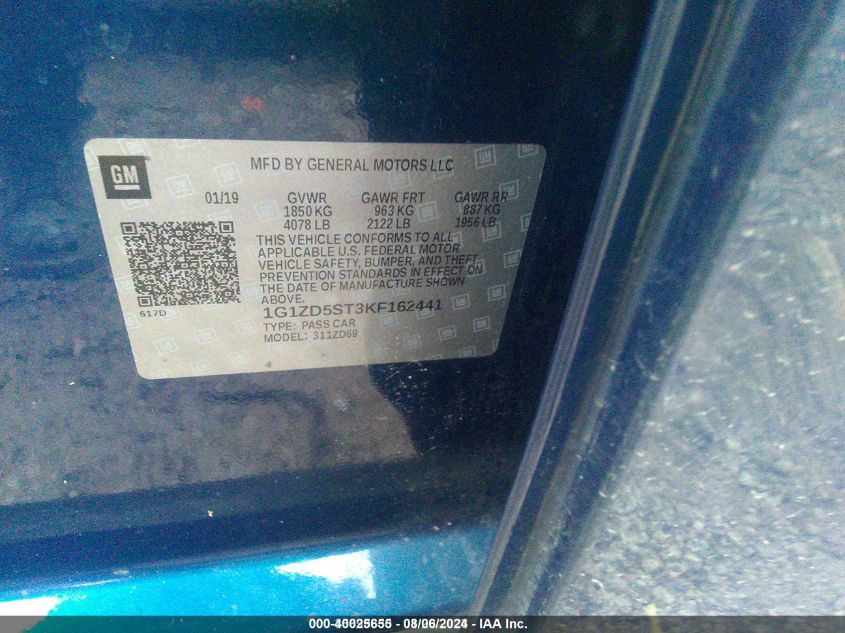 GM
MFD BY GENERAL MOTORS LLC
01/19 GVWR GAWR FRT GAWR RR
1850 KG 963 KG 887 KG
4078 LB 2122 LB 1956 LB
THIS VEHICLE CONFORMS TO ALL
APPLICABLE U.S. FEDERAL MOTOR
VEHICLE SAFETY, BUMPER, AND THEFT
PREVENTION STANDARDS IN EFFECT ON
THE DATE OF MANUFACTURE SHOWN
ABOVE.
617D
1G1ZD5ST3KF162441
TYPE: PASS CAR
MODEL: 311ZD69
000-40025655 - 08/06/2024 - IAA Inc.